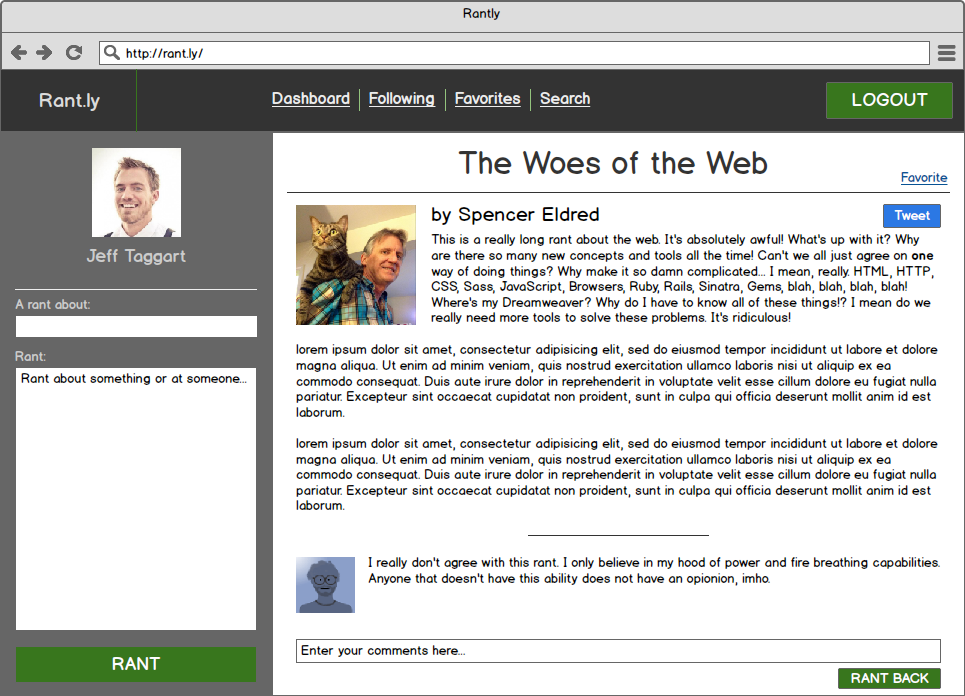 Rantly
http://rant.ly/
Rant.ly
Dashboard
Following
Favorites
Search
LOGOUT
Jeff Taggart
A rant about:
Rant:
Rant about something or at someone...
RANT
The Woes of the Web
Favorite
by Spencer Eldred
Tweet
This is a really long rant about the web. It's absolutely awful! What's up with it? Why
are there so many new concepts and tools all the time! Can't we all just agree on one
way of doing things? Why make it so damn complicated... I mean, really. HTML, HTTP,
CSS, Sass, JavaScript, Browsers, Ruby, Rails, Sinatra, Gems, blah, blah, blah, blah!
Where's my Dreamweaver? Why do I have to know all of these things!? I mean do we
really need more tools to solve these problems. It's ridiculous!
lorem ipsum dolor sit amet, consectetur adipisicing elit, sed do eiusmod tempor incididunt ut labore et dolore
magna aliqua. Ut enim ad minim veniam, quis nostrud exercitation ullamco laboris nisi ut aliquip ex ea
commodo consequat. Duis aute irure dolor in reprehenderit in voluptate velit esse cillum dolore eu fugiat nulla
pariatur. Excepteur sint occaecat cupidatat non proident, sunt in culpa qui officia deserunt mollit anim id est
laborum.
lorem ipsum dolor sit amet, consectetur adipisicing elit, sed do eiusmod tempor incididunt ut labore et dolore
magna aliqua. Ut enim ad minim veniam, quis nostrud exercitation ullamco laboris nisi ut aliquip ex ea
commodo consequat. Duis aute irure dolor in reprehenderit in voluptate velit esse cillum dolore eu fugiat nulla
pariatur. Excepteur sint occaecat cupidatat non proident, sunt in culpa qui officia deserunt mollit anim id est
laborum.
I really don't agree with this rant. I only believe in my hood of power and fire breathing capabilities.
Anyone that doesn't have this ability does not have an opionion, imho.
Enter your comments here...
RANT BACK